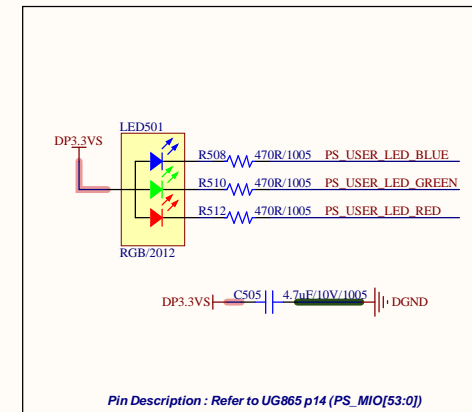 LED501
DP3.3VS
R508 470R/1005 PS_USER_LED_BLUE
R510 470R/1005 PS_USER_LED_GREEN
R512 470R/1005 PS_USER_LED_RED
RGB/2012
DP3.3VS C505 4.7uF/10V/1005 DGND
Pin Description : Refer to UG865 p14 (PS_MIO[53:0])